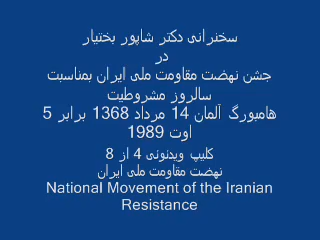 سخنرانی دکتر شاپور بختیار
در
جشن نهضت مقاومت ملی ایران بمناسبت
سالروز مشروطیت
هامبورگ آلمان 14 مرداد 1368 برابر 5
اوت 1989
کلیپ ویدئویی 4 از 8
نهضت مقاومت ملی ایران
National Movement of the Iranian
Resistance